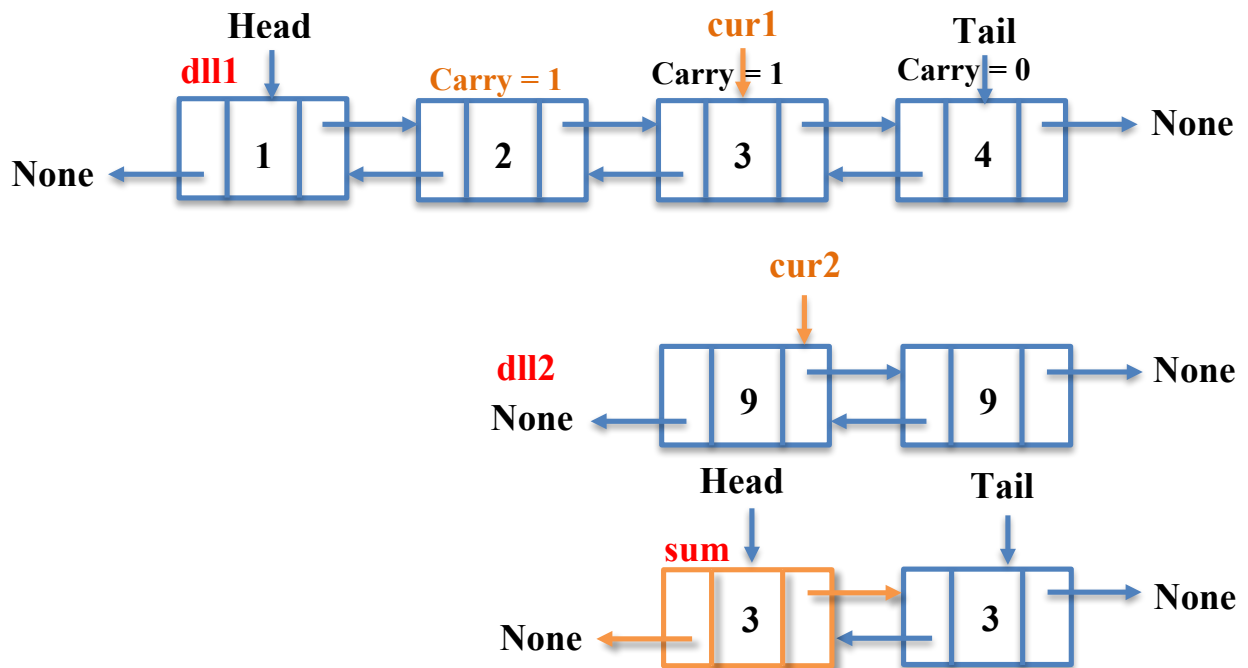 Head
cur1
Tail
dll1
Carry = 1
Carry = 1
Carry = 0
None
1
2
3
4
None
cur2
dll2
None
9
9
None
Head
Tail
sum
None
3
3
None